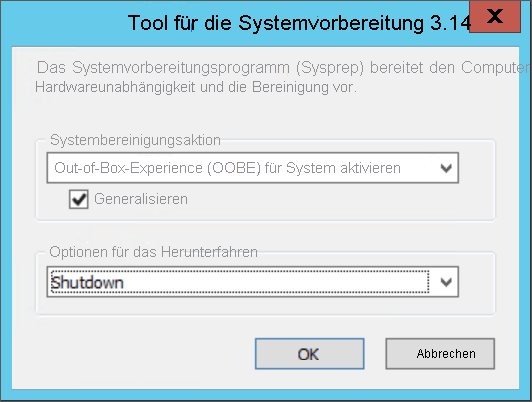 Tool für die Systemvorbereitung 3.14
X
Das Systemvorbereitungsprogramm (Sysprep) bereitet den Computer
Hardwareunabhängigkeit und die Bereinigung vor.
Systembereinigungsaktion
Out-of-Box-Experience (OOBE) für System aktivieren
Generalisieren
Optionen für das Herunterfahren
Shutdown
OK
Abbrechen